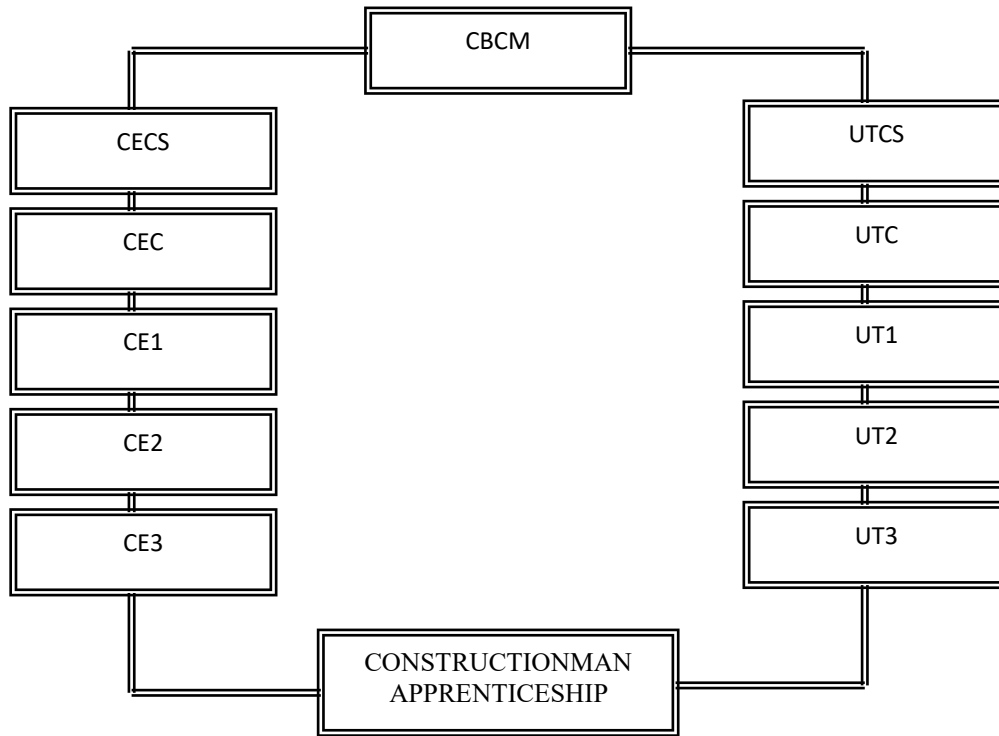 CBCM
CECS
CEC
CE1
CE2
CE3
UTCS
UTC
UT1
UT2
UT3
CONSTRUCTIONMAN
APPRENTICESHIP